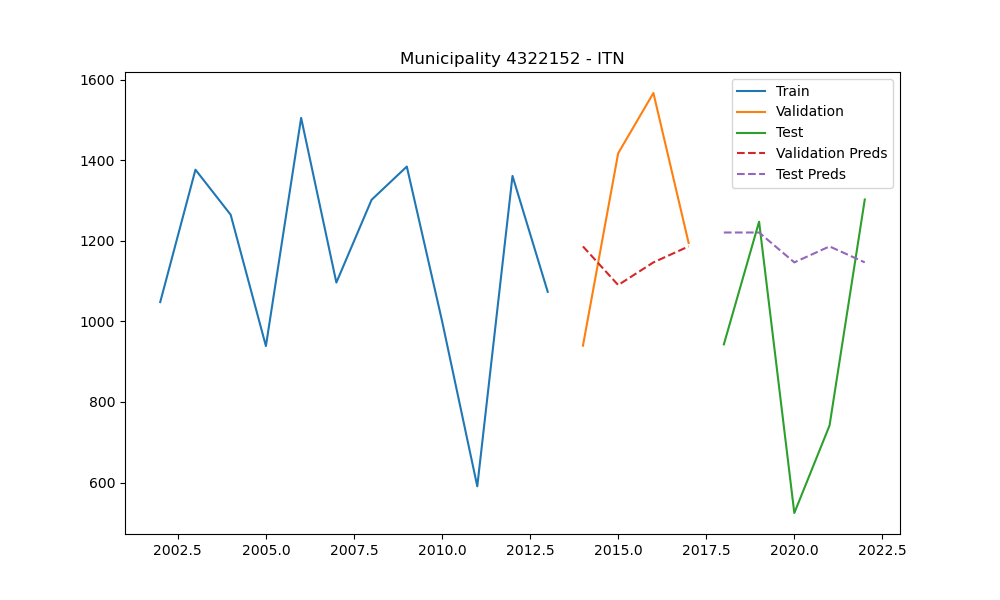 Municipality 4322152 - ITN
1600
1400
1200
1000
800
600
2002.5 2005.0 2007.5 2010.0 2012.5 2015.0 2017.5 2020.0 2022.5
Train
Validation
Test
Validation Preds
Test Preds